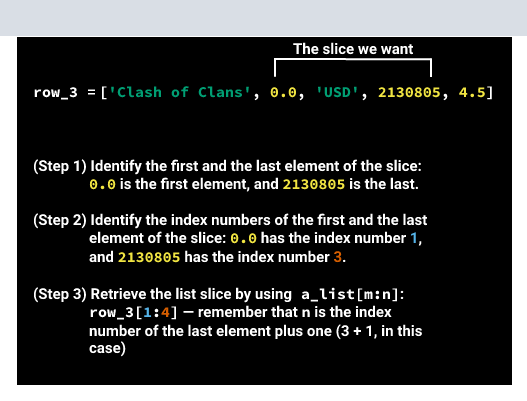 The slice we want
row_3 = ['Clash of Clans', 0.0, 'USD', 2130805, 4.5]
(Step 1) Identify the first and the last element of the slice:
0.0 is the first element, and 2130805 is the last.
(Step 2) Identify the index numbers of the first and the last
element of the slice: 0.0 has the index number 1,
and 2130805 has the index number 3.
(Step 3) Retrieve the list slice by using a_list[m:n]:
row_3[1:4] — remember that n is the index
number of the last element plus one (3 + 1, in this
case)